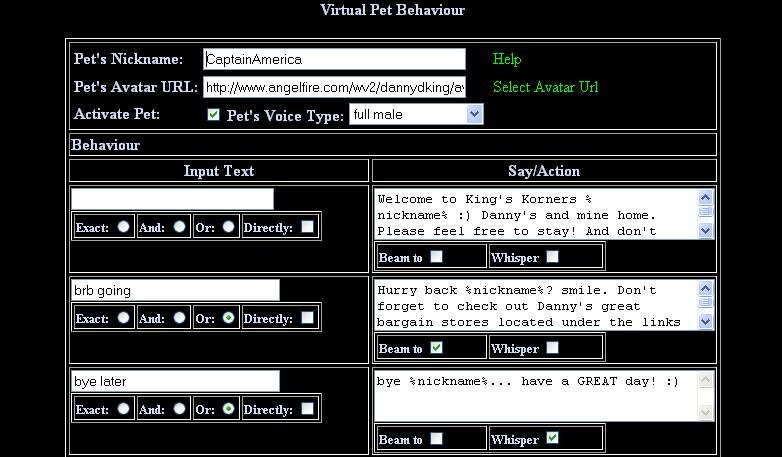 Virtual Pet Behaviour
Pet's Nickname: CaptainAmerica Help
Pet's Avatar URL: http://www.angelfire.com/wv2/dannydking/av Select Avatar Url
Activate Pet: Pet's Voice Type: full male
Behaviour
Input Text Say/Action
Welcome to King's Korners %
nickname% :) Danny's and mine home.
Please feel free to stay! And don't
Exact: And: Or: Directly:
Beam to Whisper
brb going
Hurry back %nickname%? smile. Don't
forget to check out Danny's great
bargain stores located under the links
Exact: And: Or: Directly:
Beam to Whisper
bye later
bye %nickname%... have a GREAT day! :)
Exact: And: Or: Directly:
Beam to Whisper